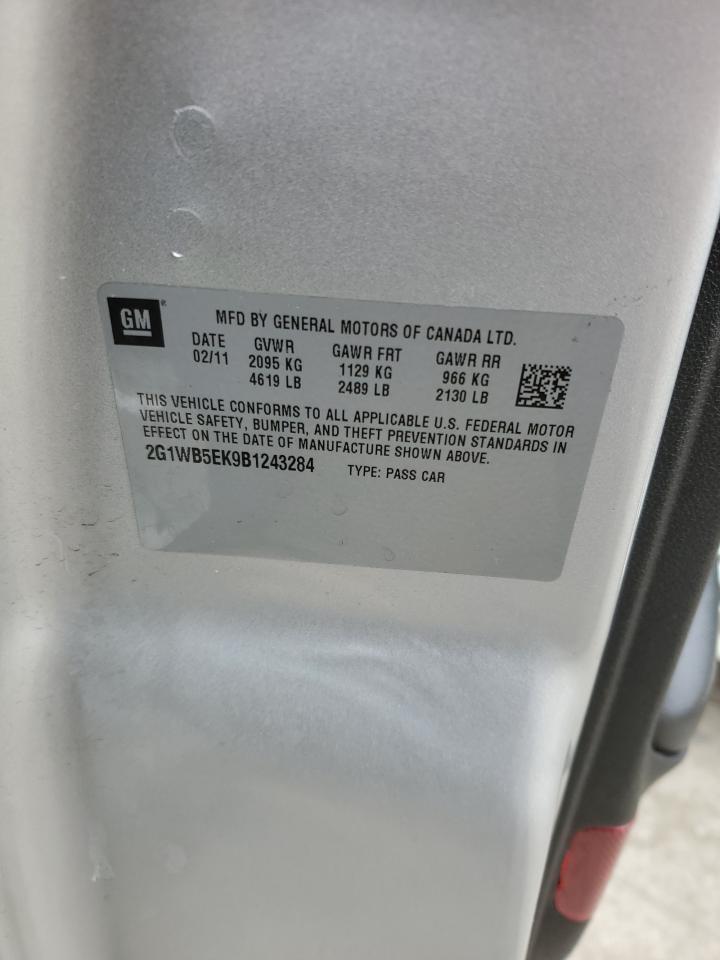 GM ®
MFD BY GENERAL MOTORS OF CANADA LTD.
DATE GVWR GAWR FRT GAWR RR
02/11 2095 KG 1129 KG 966 KG
4619 LB 2489 LB 2130 LB
THIS VEHICLE CONFORMS TO ALL APPLICABLE U.S. FEDERAL MOTOR
VEHICLE SAFETY, BUMPER, AND THEFT PREVENTION STANDARDS IN
EFFECT ON THE DATE OF MANUFACTURE SHOWN ABOVE.
2G1WB5EK9B1243284 TYPE: PASS CAR